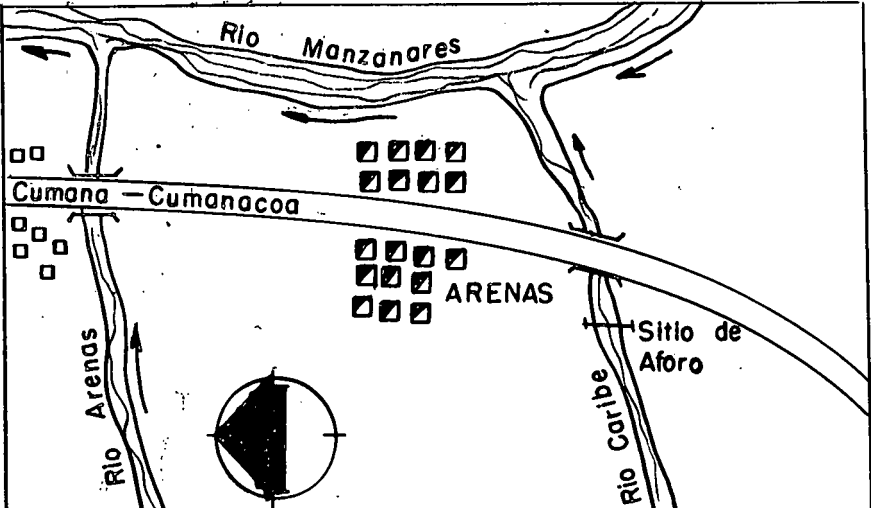 Rio Manzanares
Cumana - Cumanacoa
ARENAS
Sitio de
Aforo
Rio Arenas
Rio Caribe